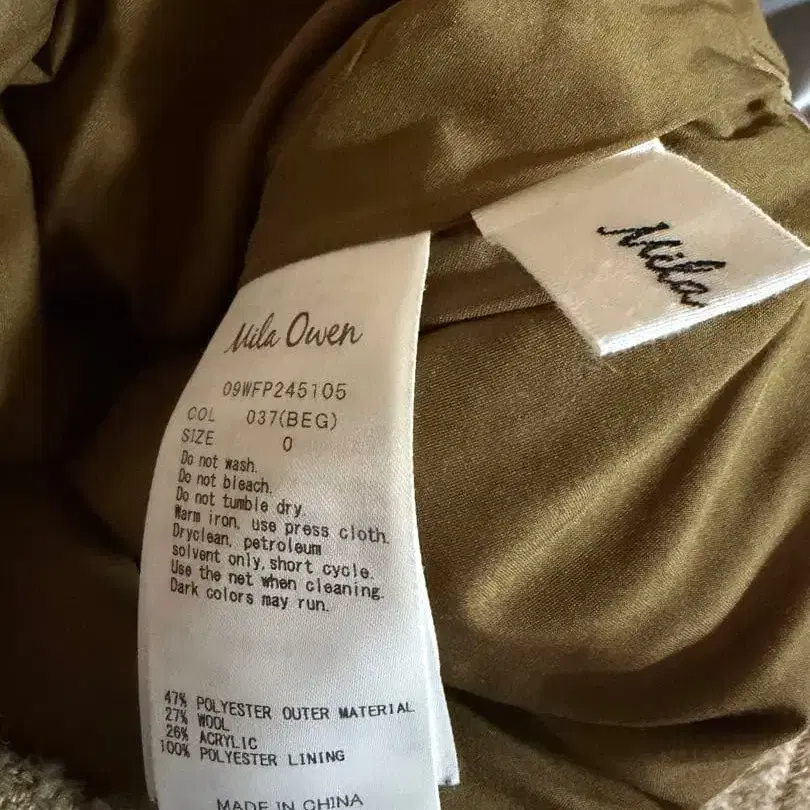 Mila Owen
09WFP245105
COL 037(BEG)
SIZE 0
Do not wash.
Do not bleach.
Do not tumble dry.
Warm iron, use press cloth.
Dryclean, petroleum
solvent only, short cycle.
Use the net when cleaning.
Dark colors may run.
47% POLYESTER OUTER MATERIAL
27% WOOL
26% ACRYLIC
100% POLYESTER LINING
MADE IN CHINA
Mila